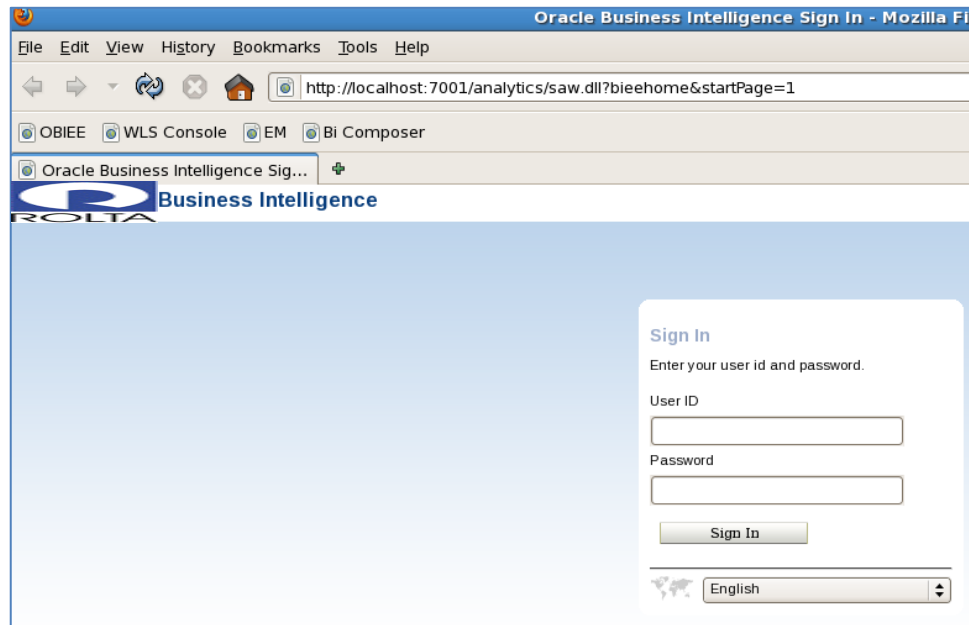 Oracle Business Intelligence Sign In - Mozilla Fi
File Edit View History Bookmarks Tools Help
http://localhost:7001/analytics/saw.dll?bieehome&startPage=1
OBIEE WLS Console EM Bi Composer
Oracle Business Intelligence Sig...
Business Intelligence
ROLTA
Sign In
Enter your user id and password.
User ID
Password
Sign In
English